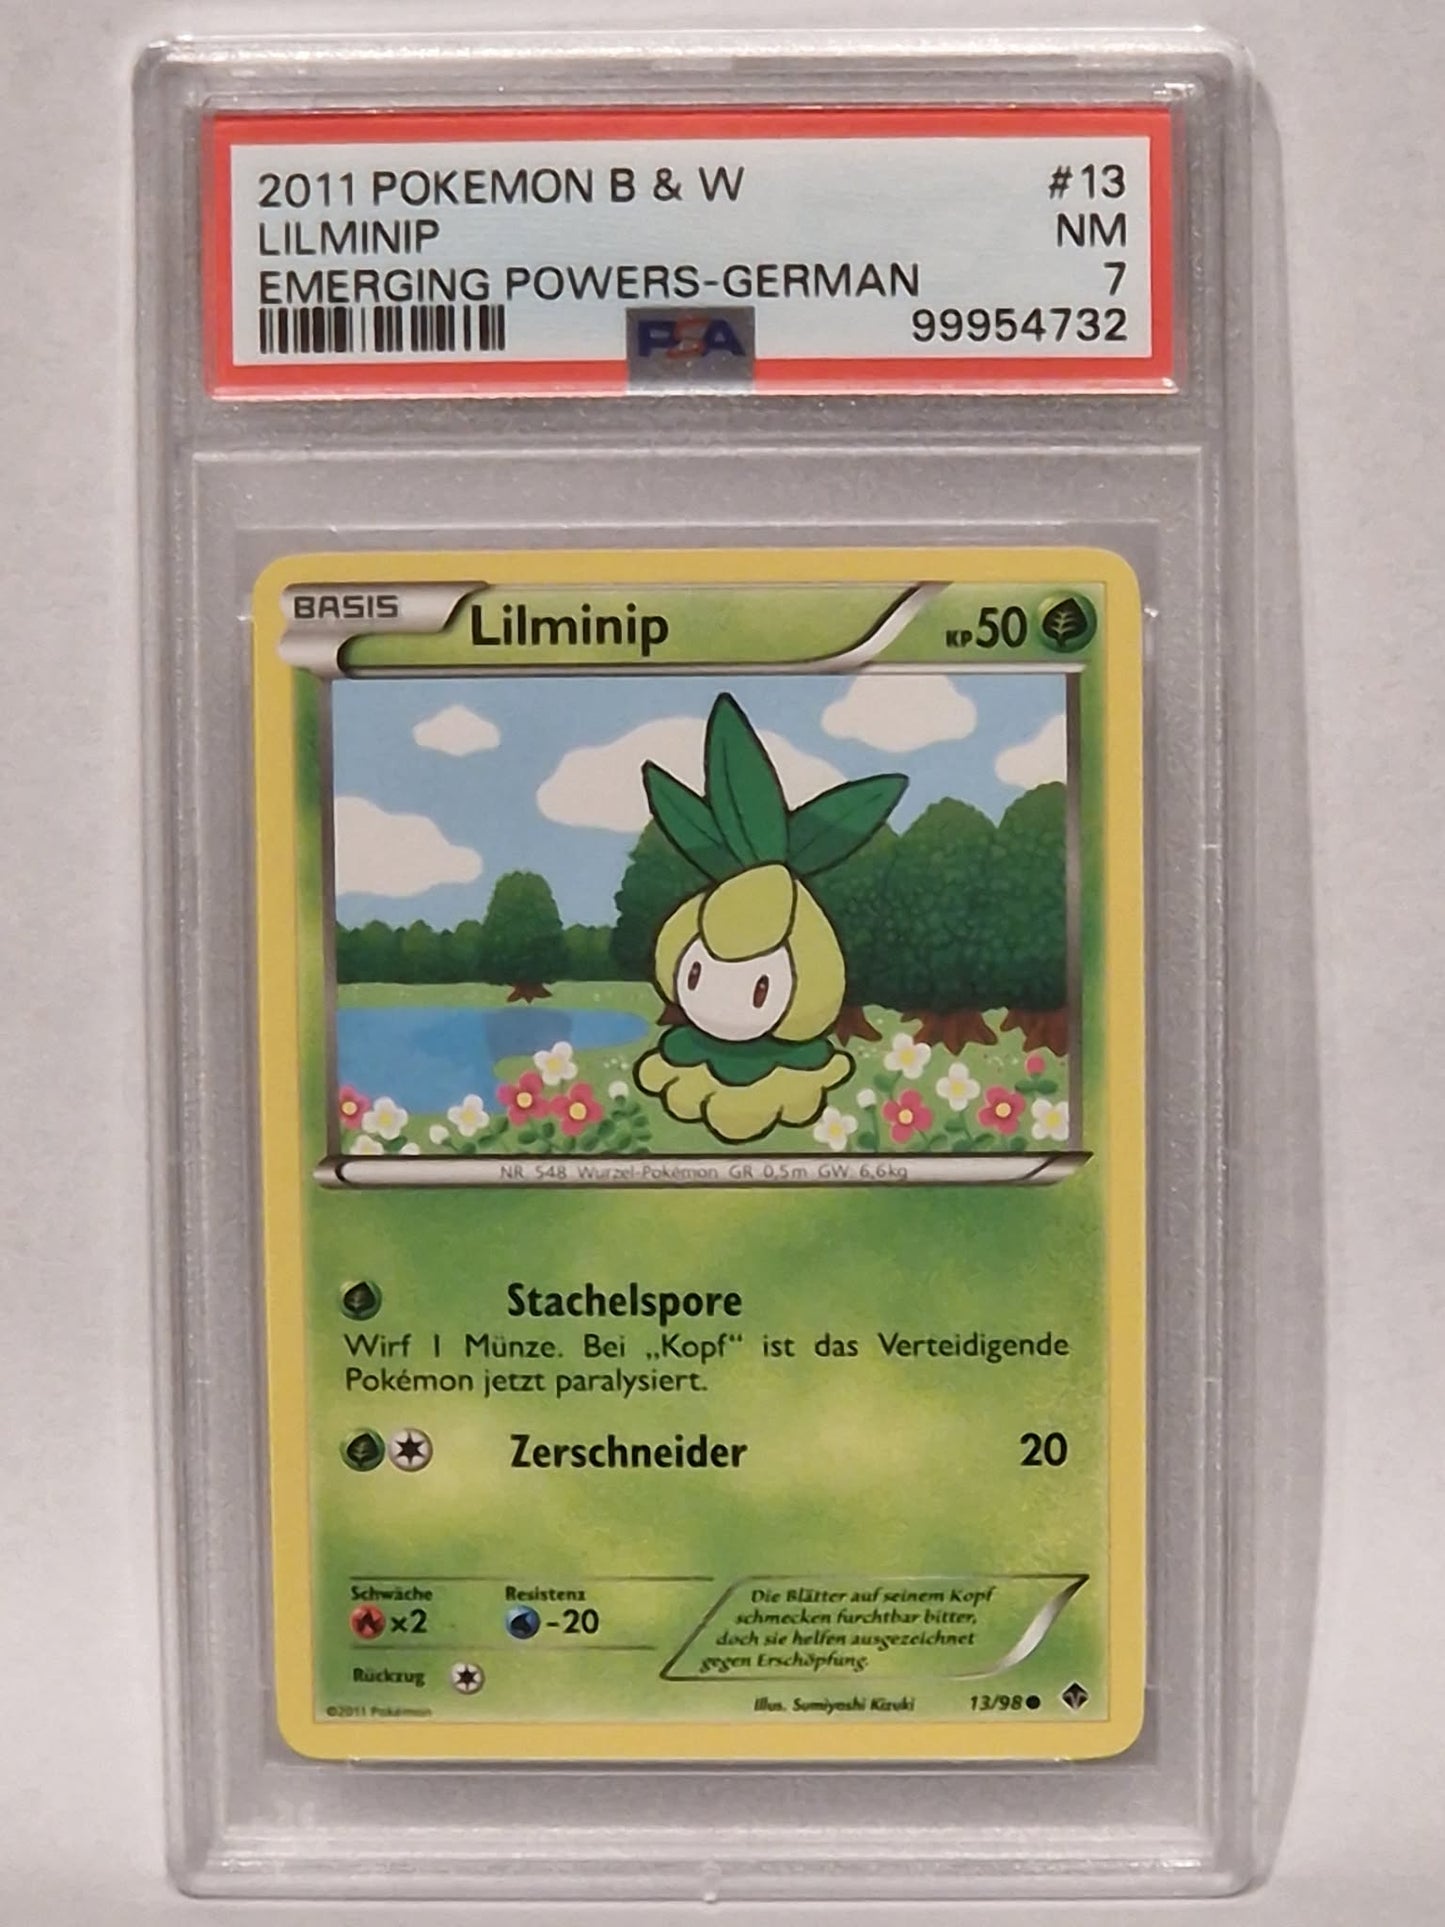 2011 POKEMON B & W #13
LILMINIP NM
EMERGING POWERS-GERMAN 7
PSA 99954732
BASIS Lilminip KP 50
NR. 548 Wurzel-Pokémon GR 0,5m GW. 6,6kg
Stachelspore
Wirf 1 Münze. Bei „Kopf“ ist das Verteidigende
Pokémon jetzt paralysiert.
Zerschneider 20
Schwäche Resistenz
x2 -20
Rückzug
Die Blätter auf seinem Kopf
schmecken furchtbar bitter,
doch sie helfen ausgezeichnet
gegen Erschöpfung.
©2011 Pokémon Illus. Sumiyoshi Kizuki 13/98